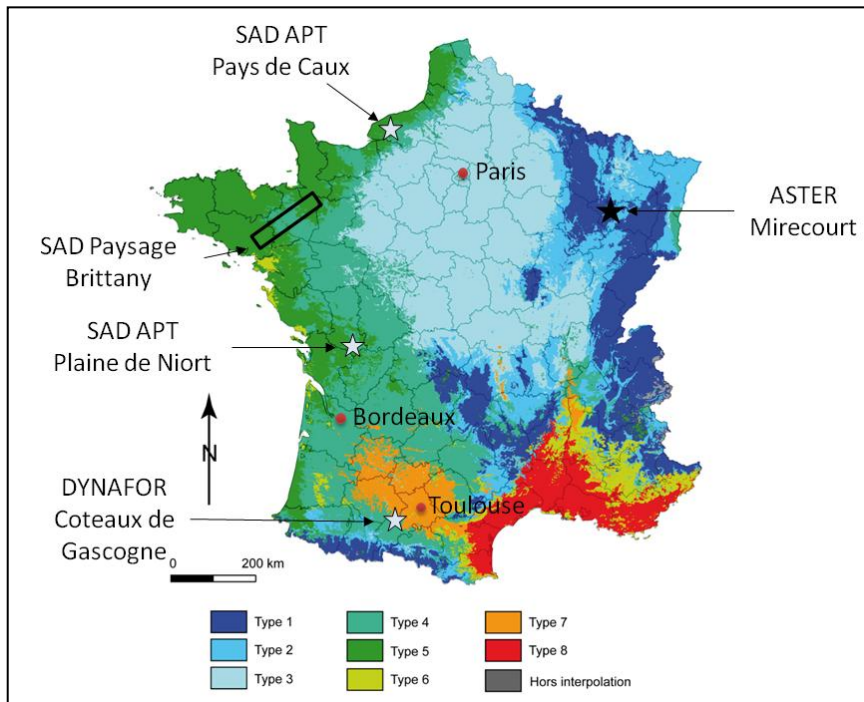 SAD APT
Pays de Caux
Paris
ASTER
Mirecourt
SAD Paysage
Brittany
SAD APT
Plaine de Niort
Bordeaux
N
DYNAFOR
Coteaux de
Gascogne
Toulouse
0 200 km
Type 1 Type 4 Type 7
Type 2 Type 5 Type 8
Type 3 Type 6 Hors interpolation